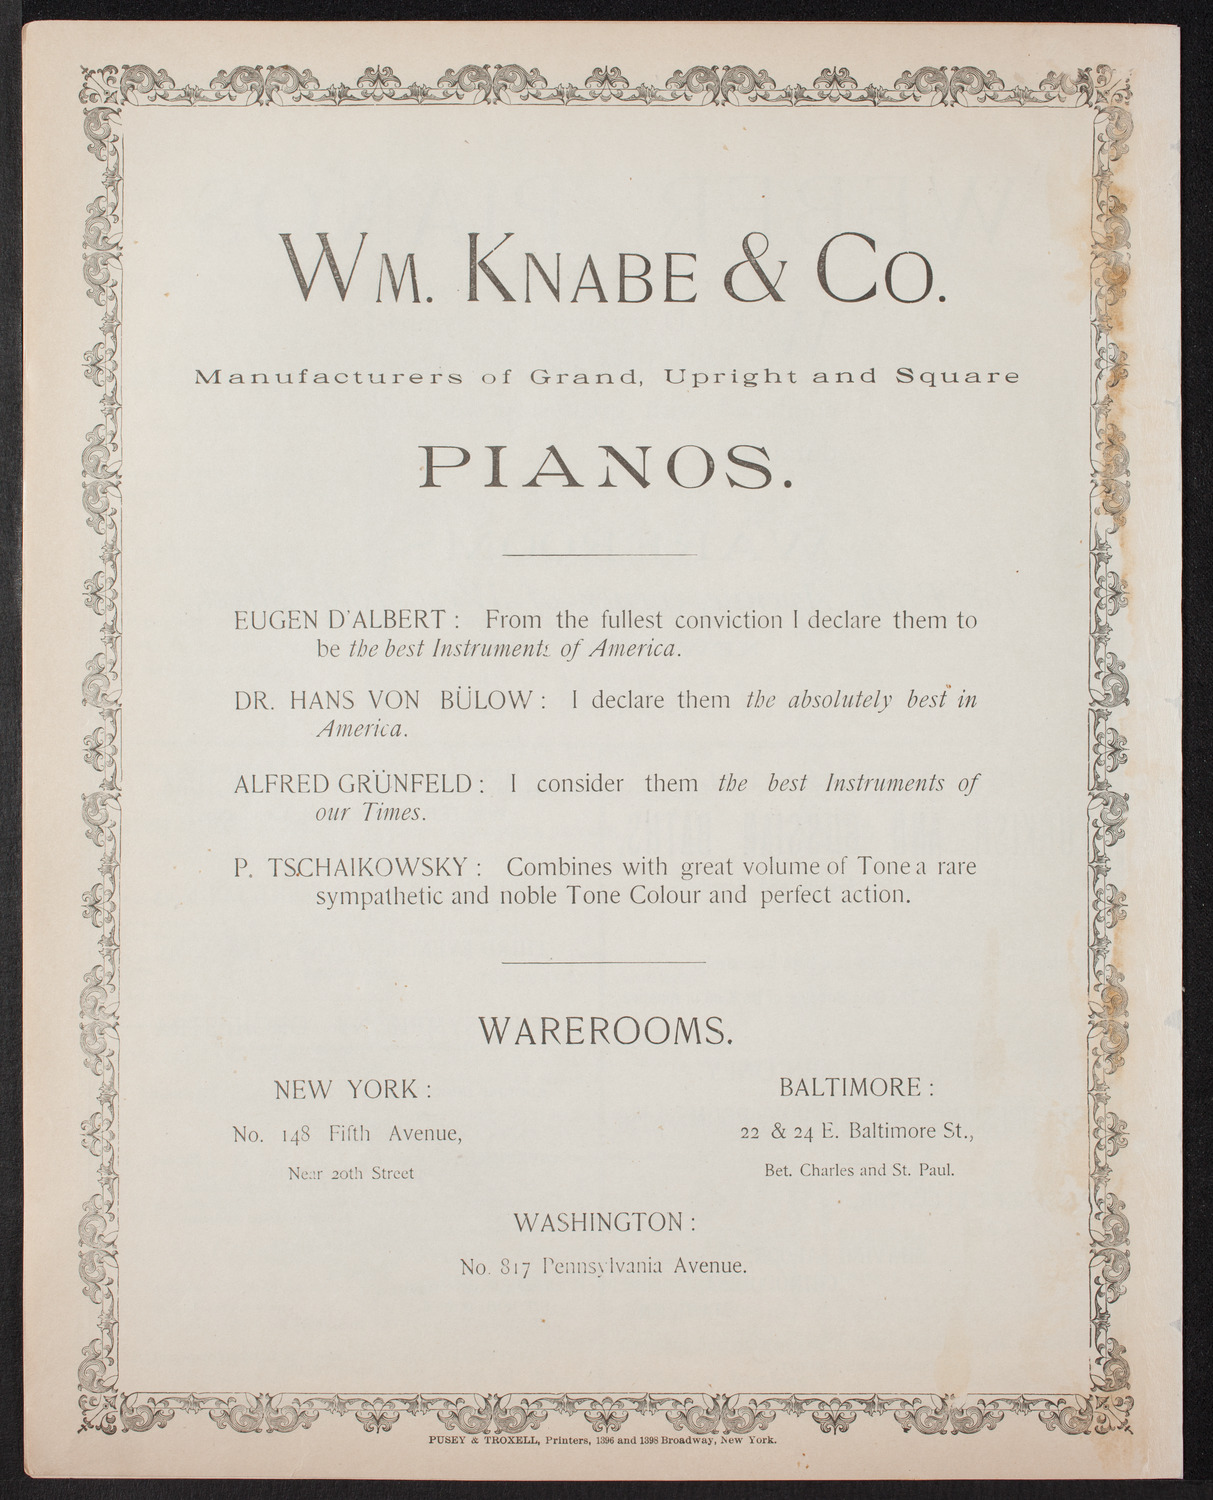 WM. KNABE & CO.
Manufacturers of Grand, Upright and Square
PIANOS.
EUGEN D'ALBERT : From the fullest conviction I declare them to
be the best Instruments of America.
DR. HANS VON BÜLOW : I declare them the absolutely best in
America.
ALFRED GRÜNFELD : I consider them the best Instruments of
our Times.
P. TSCHAIKOWSKY : Combines with great volume of Tone a rare
sympathetic and noble Tone Colour and perfect action.
WAREROOMS.
NEW YORK :
No. 148 Fifth Avenue,
Near 20th Street
BALTIMORE :
22 & 24 E. Baltimore St.,
Bet. Charles and St. Paul.
WASHINGTON :
No. 817 Pennsylvania Avenue.
PUSEY & TROXELL, Printers, 1396 and 1398 Broadway, New York.